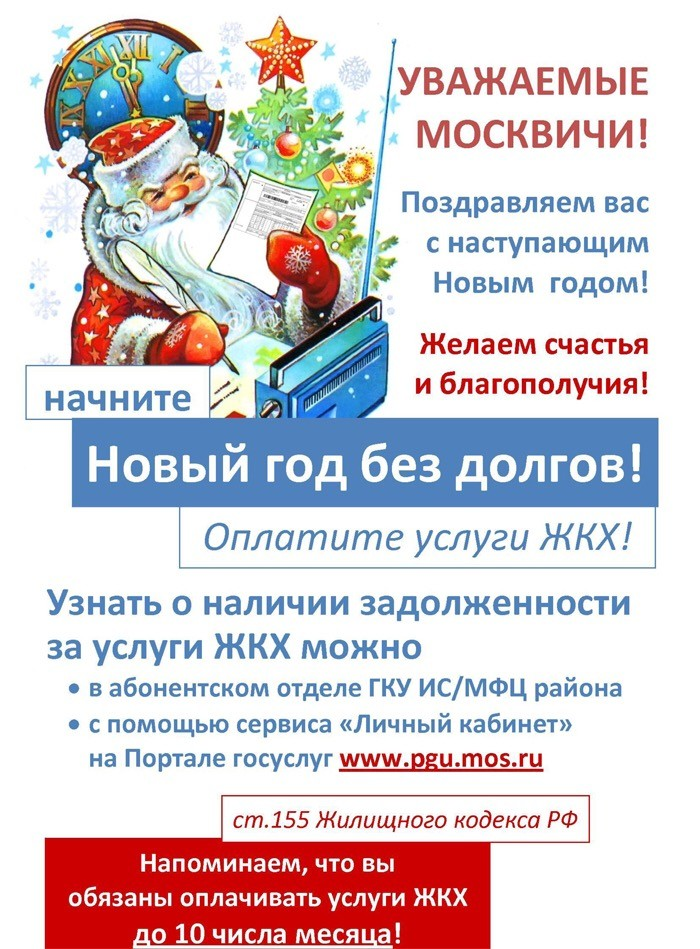 УВАЖАЕМЫЕ
МОСКВИЧИ!
Поздравляем вас
с наступающим
Новым годом!
Желаем счастья
и благополучия!
начните
Новый год без долгов!
Оплатите услуги ЖКХ!
Узнать о наличии задолженности
за услуги ЖКХ можно
• в абонентском отделе ГКУ ИС/МФЦ района
• с помощью сервиса «Личный кабинет»
на Портале госуслуг www.pgu.mos.ru
ст.155 Жилищного кодекса РФ
Напоминаем, что вы
обязаны оплачивать услуги ЖКХ
до 10 числа месяца!